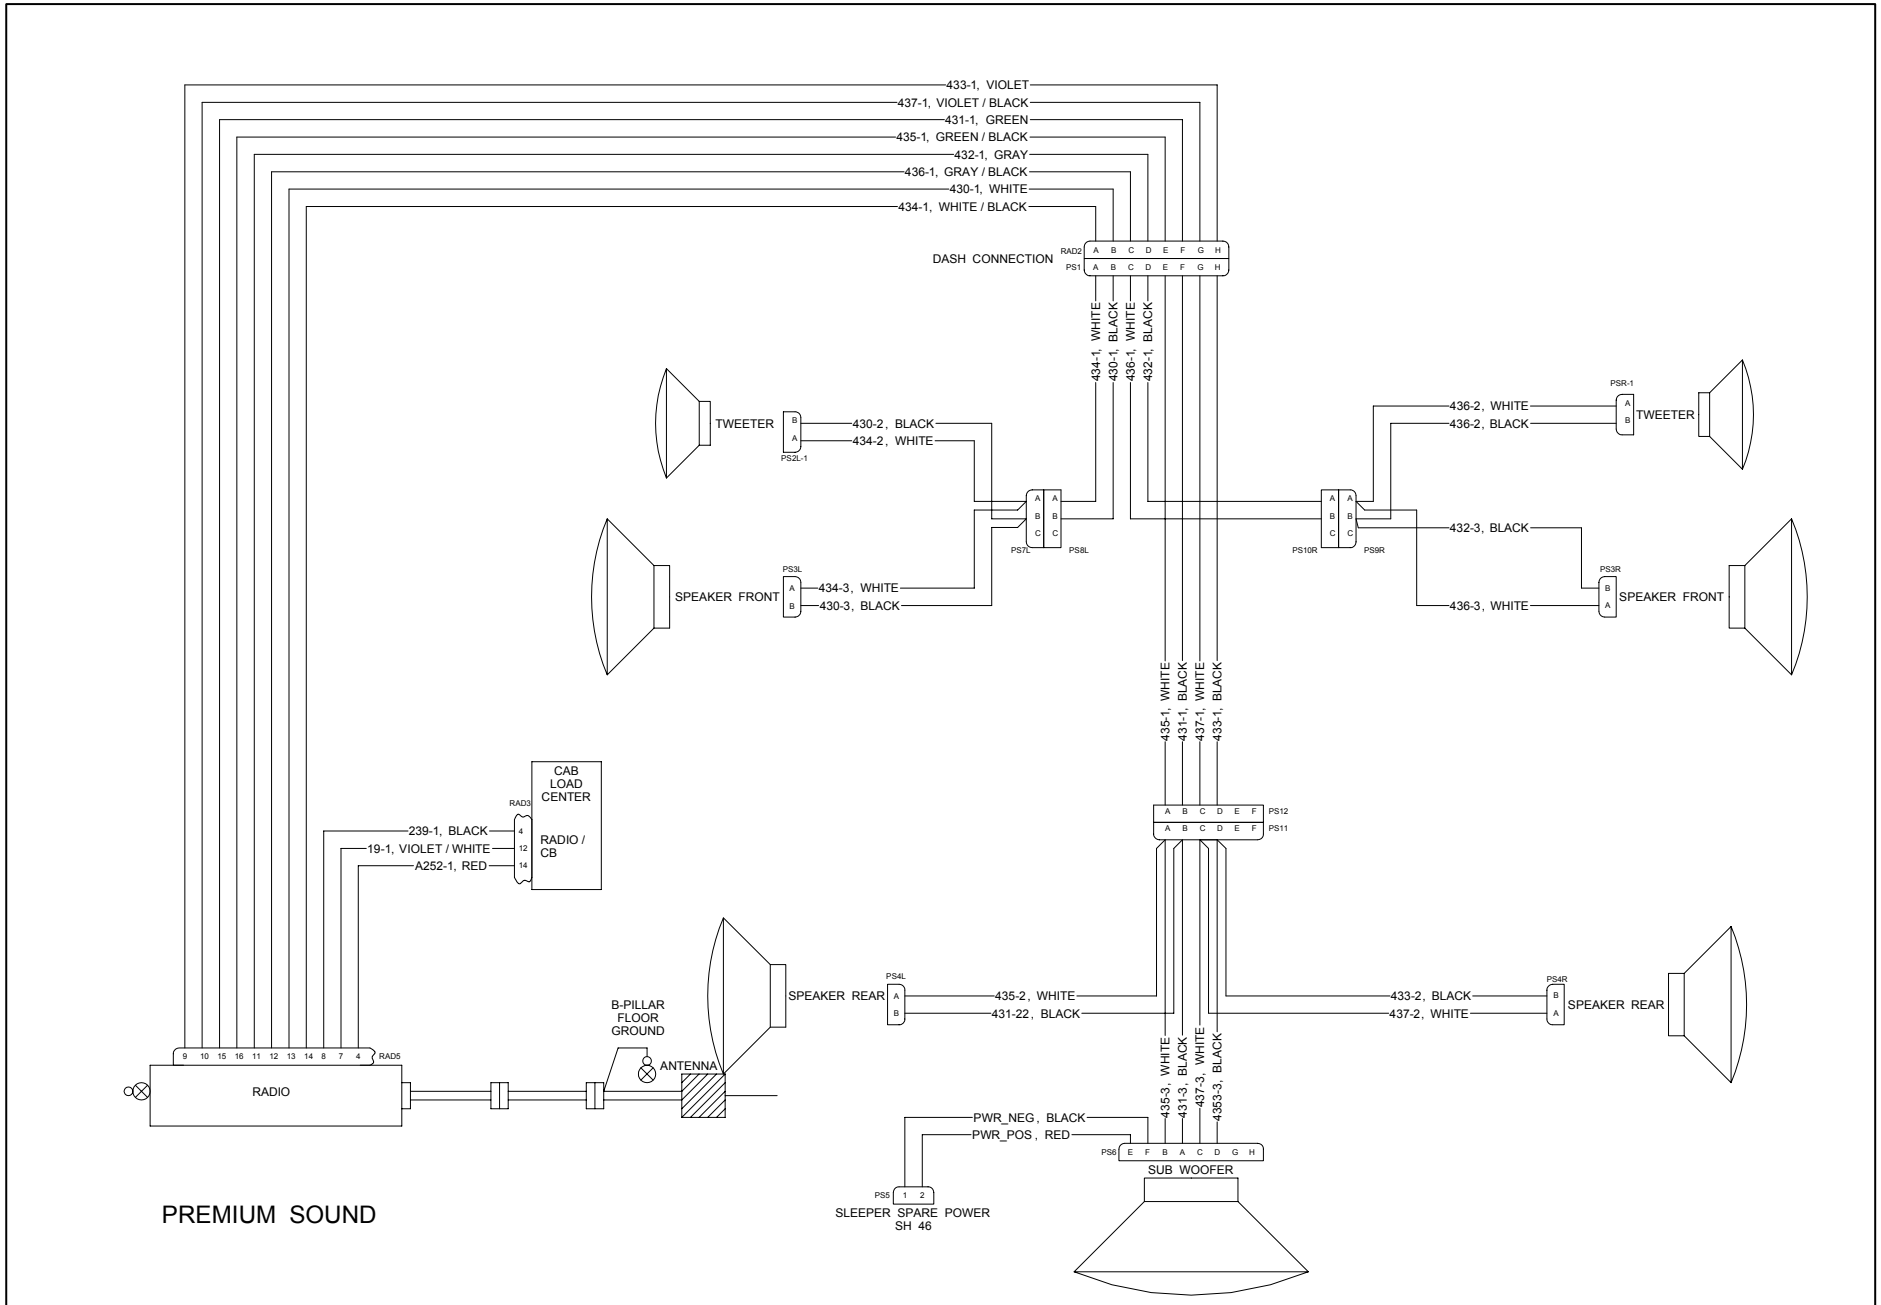 433-1, VIOLET
437-1, VIOLET / BLACK
431-1, GREEN
435-1, GREEN / BLACK
432-1, GRAY
436-1, GRAY / BLACK
430-1, WHITE
434-1, WHITE / BLACK
DASH CONNECTION
RAD2 A B C D E F G H
PS1 A B C D E F G H
434-1, WHITE
430-1, BLACK
436-1, WHITE
432-1, BLACK
TWEETER
B
A
PS2L-1
430-2, BLACK
434-2, WHITE
PSR-1
A
B
TWEETER
436-2, WHITE
436-2, BLACK
A A
B B
C C
PS7L PS8L
A A
B B
C C
PS10R PS9R
432-3, BLACK
436-3, WHITE
PS3L
SPEAKER FRONT
A
B
434-3, WHITE
430-3, BLACK
PS3R
B
A
SPEAKER FRONT
435-1, WHITE
431-1, BLACK
437-1, WHITE
433-1, BLACK
CAB
LOAD
CENTER
RAD3
RADIO /
CB
239-1, BLACK 4
19-1, VIOLET / WHITE 12
A252-1, RED 14
A B C D E F PS12
A B C D E F PS11
PS4L
SPEAKER REAR
A
B
435-2, WHITE
431-22, BLACK
433-2, BLACK
437-2, WHITE
PS4R
B
A
SPEAKER REAR
B-PILLAR
FLOOR
GROUND
ANTENNA
9 10 15 16 11 12 13 14 8 7 4 RAD5
RADIO
435-3, WHITE
431-3, BLACK
437-3, WHITE
4353-3, BLACK
PWR_NEG, BLACK
PWR_POS, RED
PS6 E F B A C D G H
SUB WOOFER
PS5 1 2
SLEEPER SPARE POWER
SH 46
PREMIUM SOUND